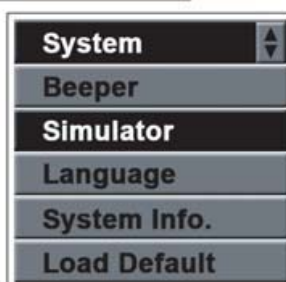 System
Beeper
Simulator
Language
System Info.
Load Default